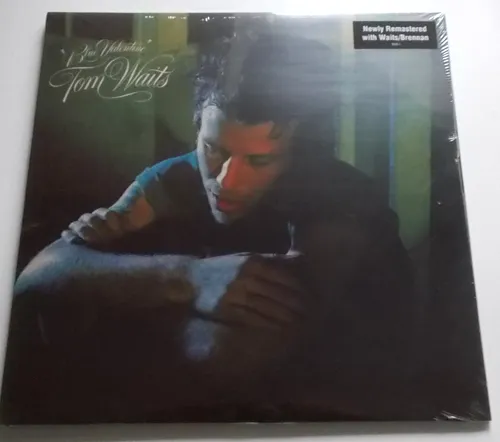 "Blue Valentine"
Tom Waits
Newly Remastered
with Waits/Brennan